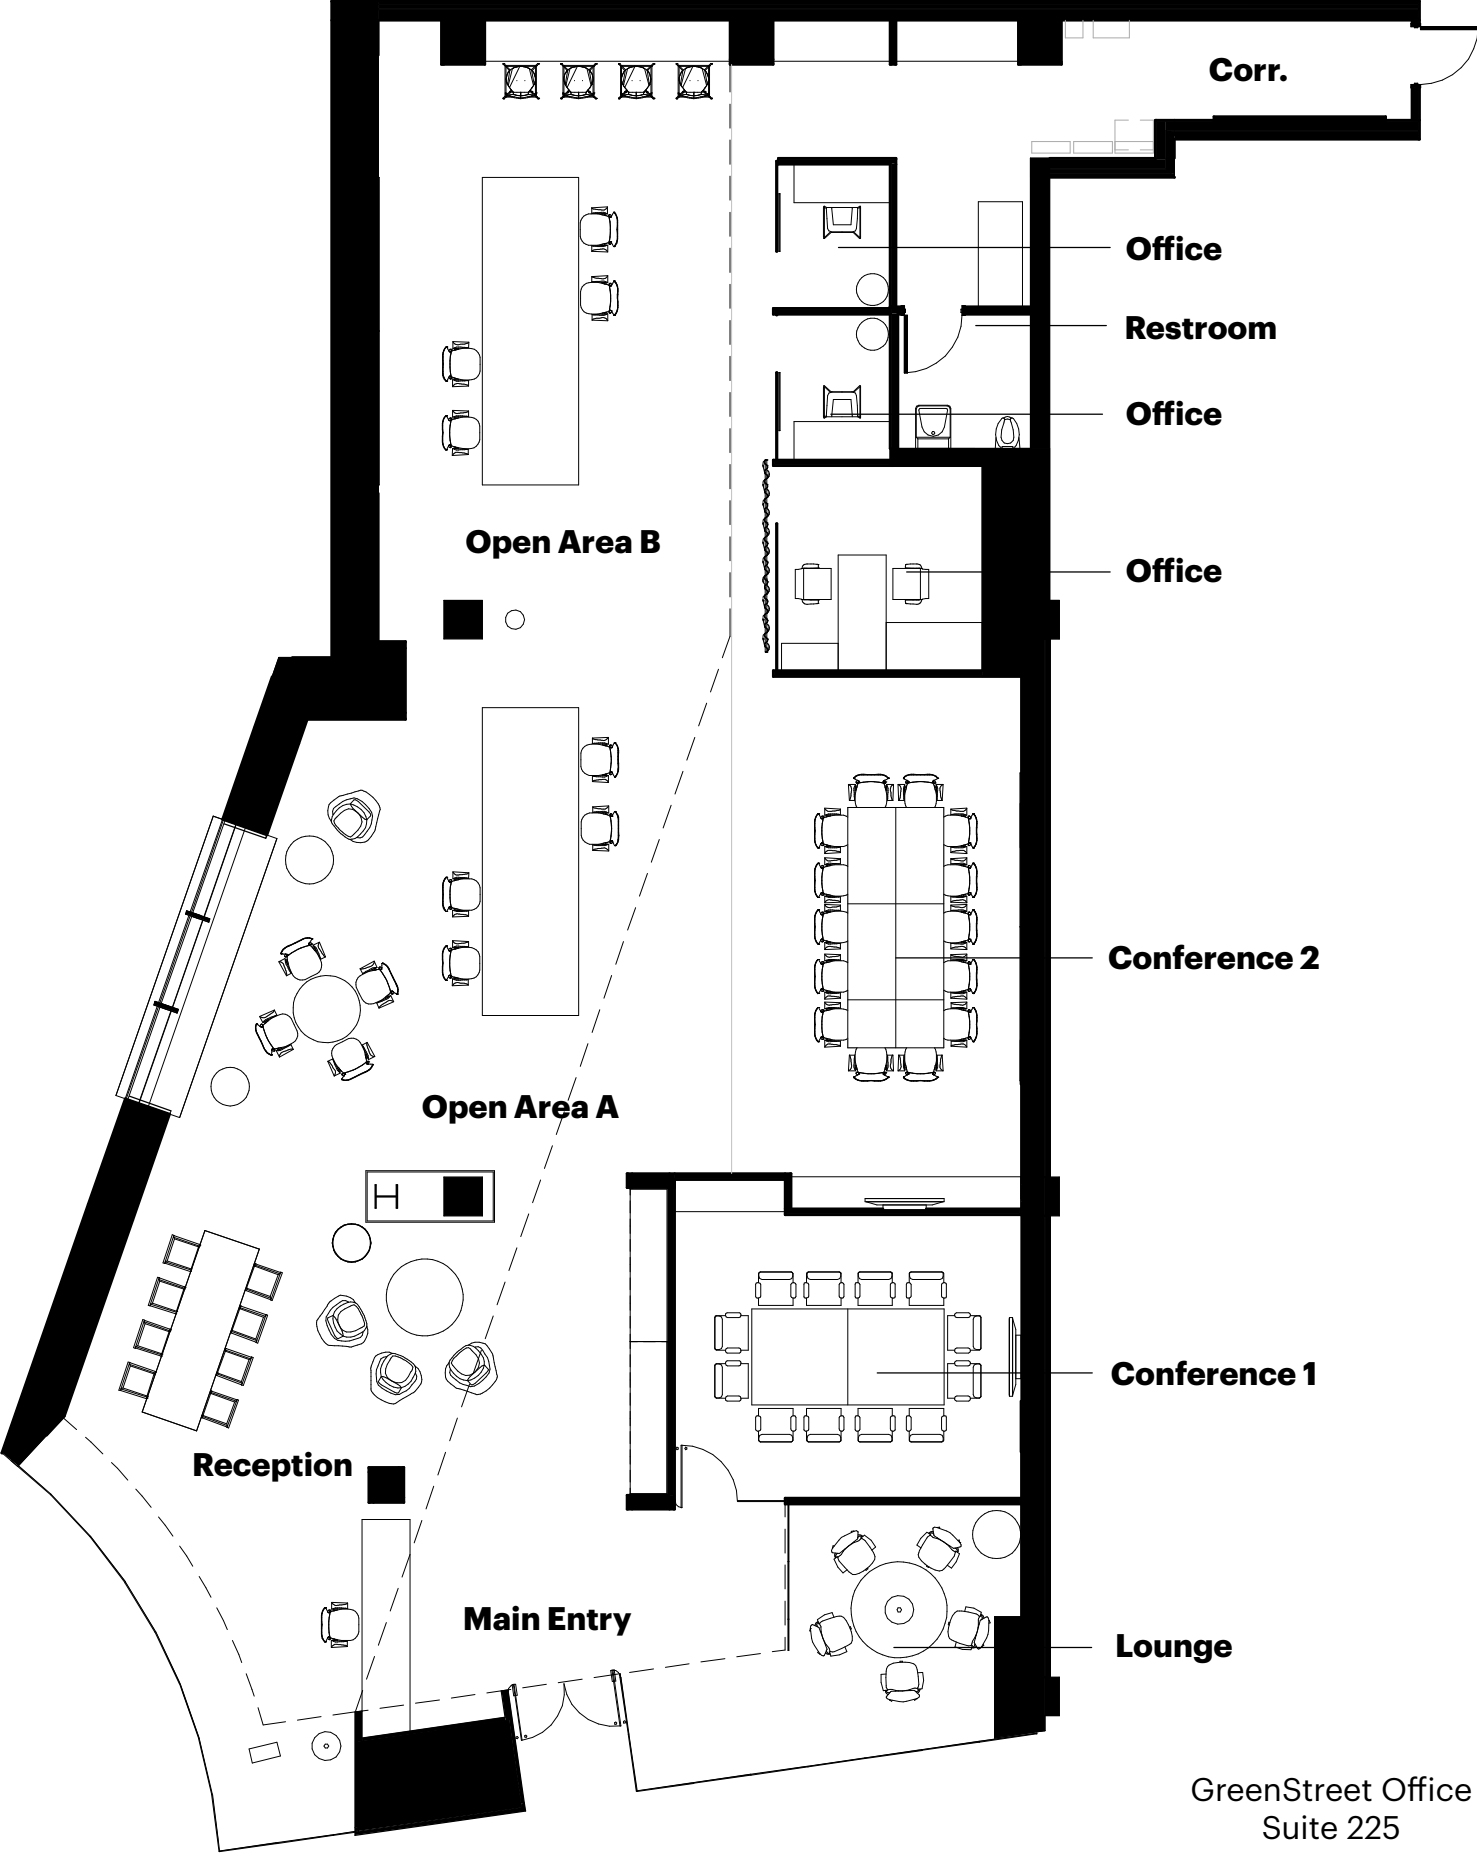 Corr.
Office
Restroom
Office
Open Area B
Office
Conference 2
Open Area A
Conference 1
Reception
Main Entry
Lounge
GreenStreet Office
Suite 225